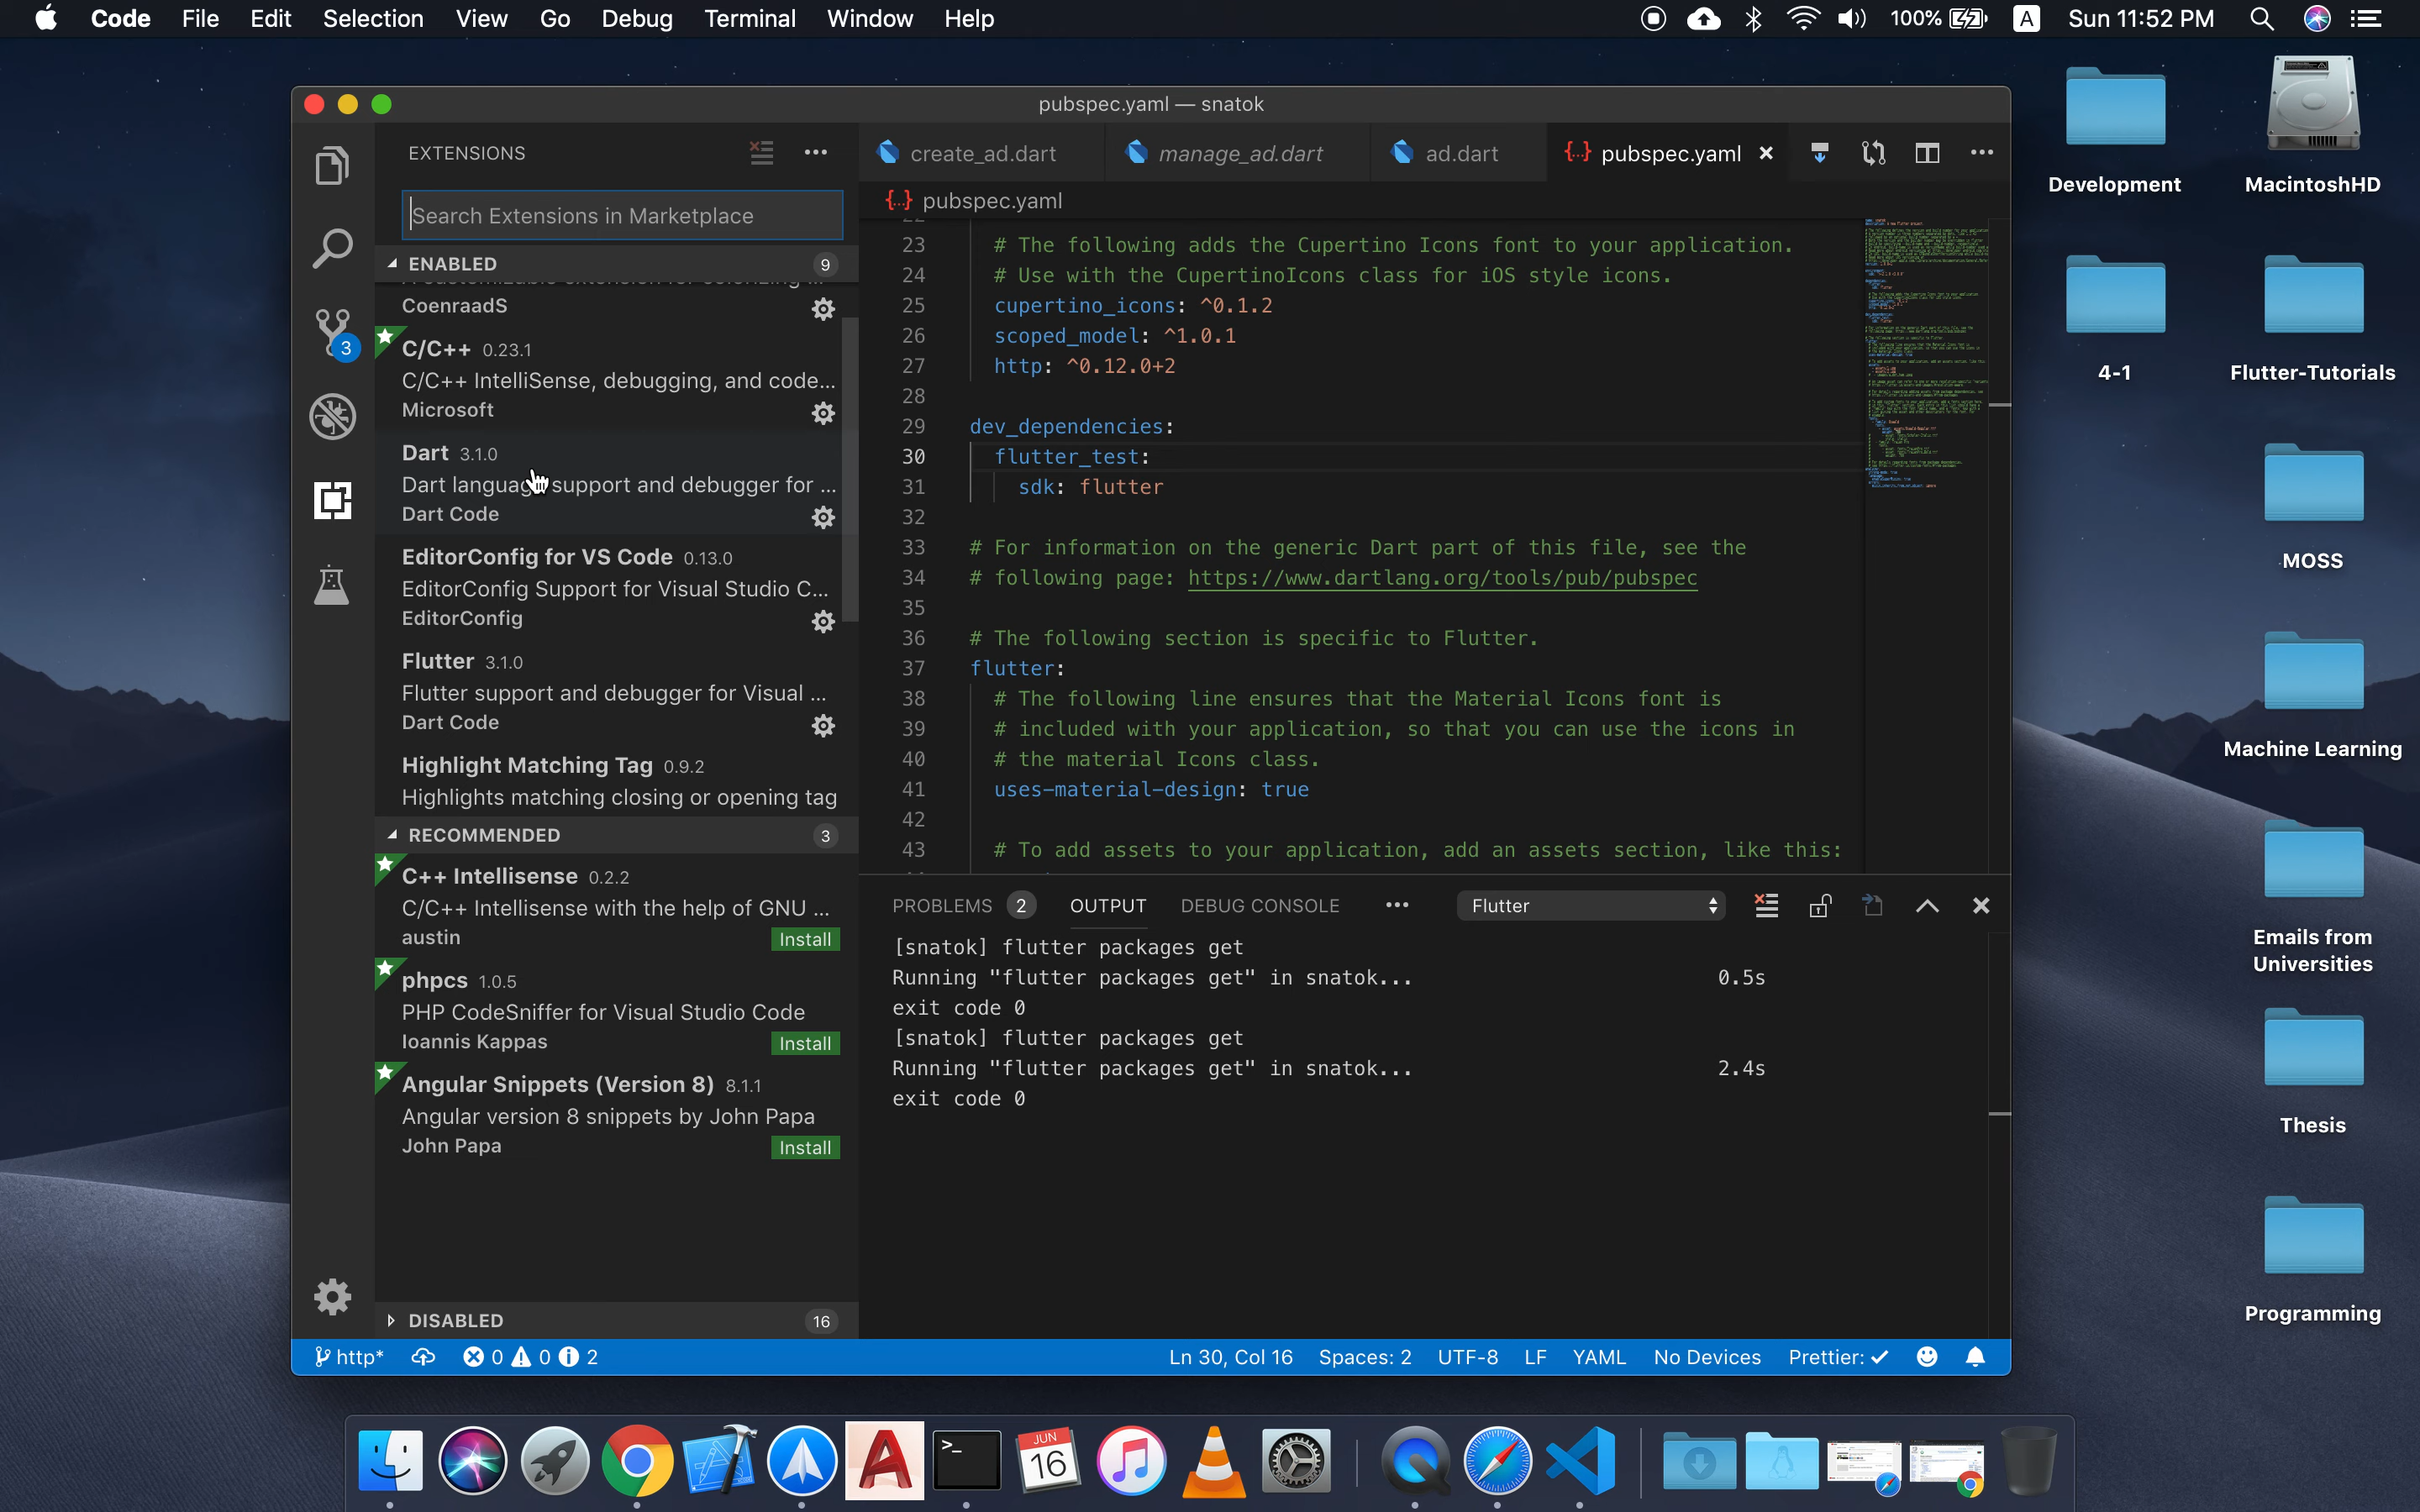 Code File Edit Selection View Go Debug Terminal Window Help
100% A Sun 11:52 PM
pubspec.yaml — snatok
EXTENSIONS
Search Extensions in Marketplace
ENABLED 9
CoenraadS
C/C++ 0.23.1
C/C++ IntelliSense, debugging, and code...
Microsoft
Dart 3.1.0
Dart language support and debugger for ...
Dart Code
EditorConfig for VS Code 0.13.0
EditorConfig Support for Visual Studio C...
EditorConfig
Flutter 3.1.0
Flutter support and debugger for Visual ...
Dart Code
Highlight Matching Tag 0.9.2
Highlights matching closing or opening tag
RECOMMENDED 3
C++ Intellisense 0.2.2
C/C++ Intellisense with the help of GNU ...
austin Install
phpcs 1.0.5
PHP CodeSniffer for Visual Studio Code
Ioannis Kappas Install
Angular Snippets (Version 8) 8.1.1
Angular version 8 snippets by John Papa
John Papa Install
DISABLED 16
3
create_ad.dart manage_ad.dart ad.dart {..} pubspec.yaml
{..} pubspec.yaml
23 # The following adds the Cupertino Icons font to your application.
24 # Use with the CupertinoIcons class for iOS style icons.
25 cupertino_icons: ^0.1.2
26 scoped_model: ^1.0.1
27 http: ^0.12.0+2
28
29 dev_dependencies:
30 flutter_test:
31 sdk: flutter
32
33 # For information on the generic Dart part of this file, see the
34 # following page: https://www.dartlang.org/tools/pub/pubspec
35
36 # The following section is specific to Flutter.
37 flutter:
38 # The following line ensures that the Material Icons font is
39 # included with your application, so that you can use the icons in
40 # the material Icons class.
41 uses-material-design: true
42
43 # To add assets to your application, add an assets section, like this:
PROBLEMS 2 OUTPUT DEBUG CONSOLE ••• Flutter
[snatok] flutter packages get
Running "flutter packages get" in snatok... 0.5s
exit code 0
[snatok] flutter packages get
Running "flutter packages get" in snatok... 2.4s
exit code 0
http* 0 0 2 Ln 30, Col 16 Spaces: 2 UTF-8 LF YAML No Devices Prettier: ✓
Development
MacintoshHD
4-1
Flutter-Tutorials
MOSS
Machine Learning
Emails from
Universities
Thesis
Programming
>_
JUN
16